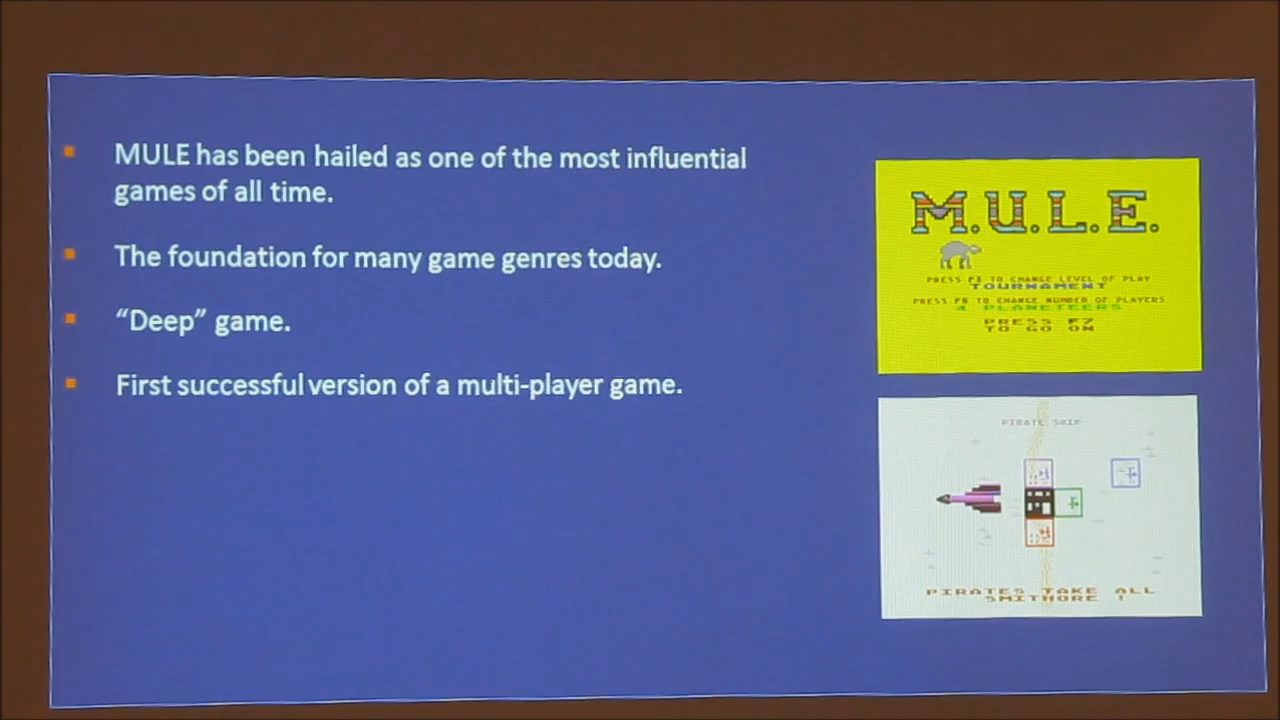 MULE has been hailed as one of the most influential
games of all time.
The foundation for many game genres today.
“Deep” game.
First successful version of a multi-player game.
M.U.L.E.
PRESS F1 TO CHANGE LEVEL OF PLAY
TOURNAMENT
PRESS F6 TO CHANGE NUMBER OF PLAYERS
4 PLANETEERS
PRESS F7
TO GO ON
PIRATE SHIP
PIRATES TAKE ALL
SMITHORE !